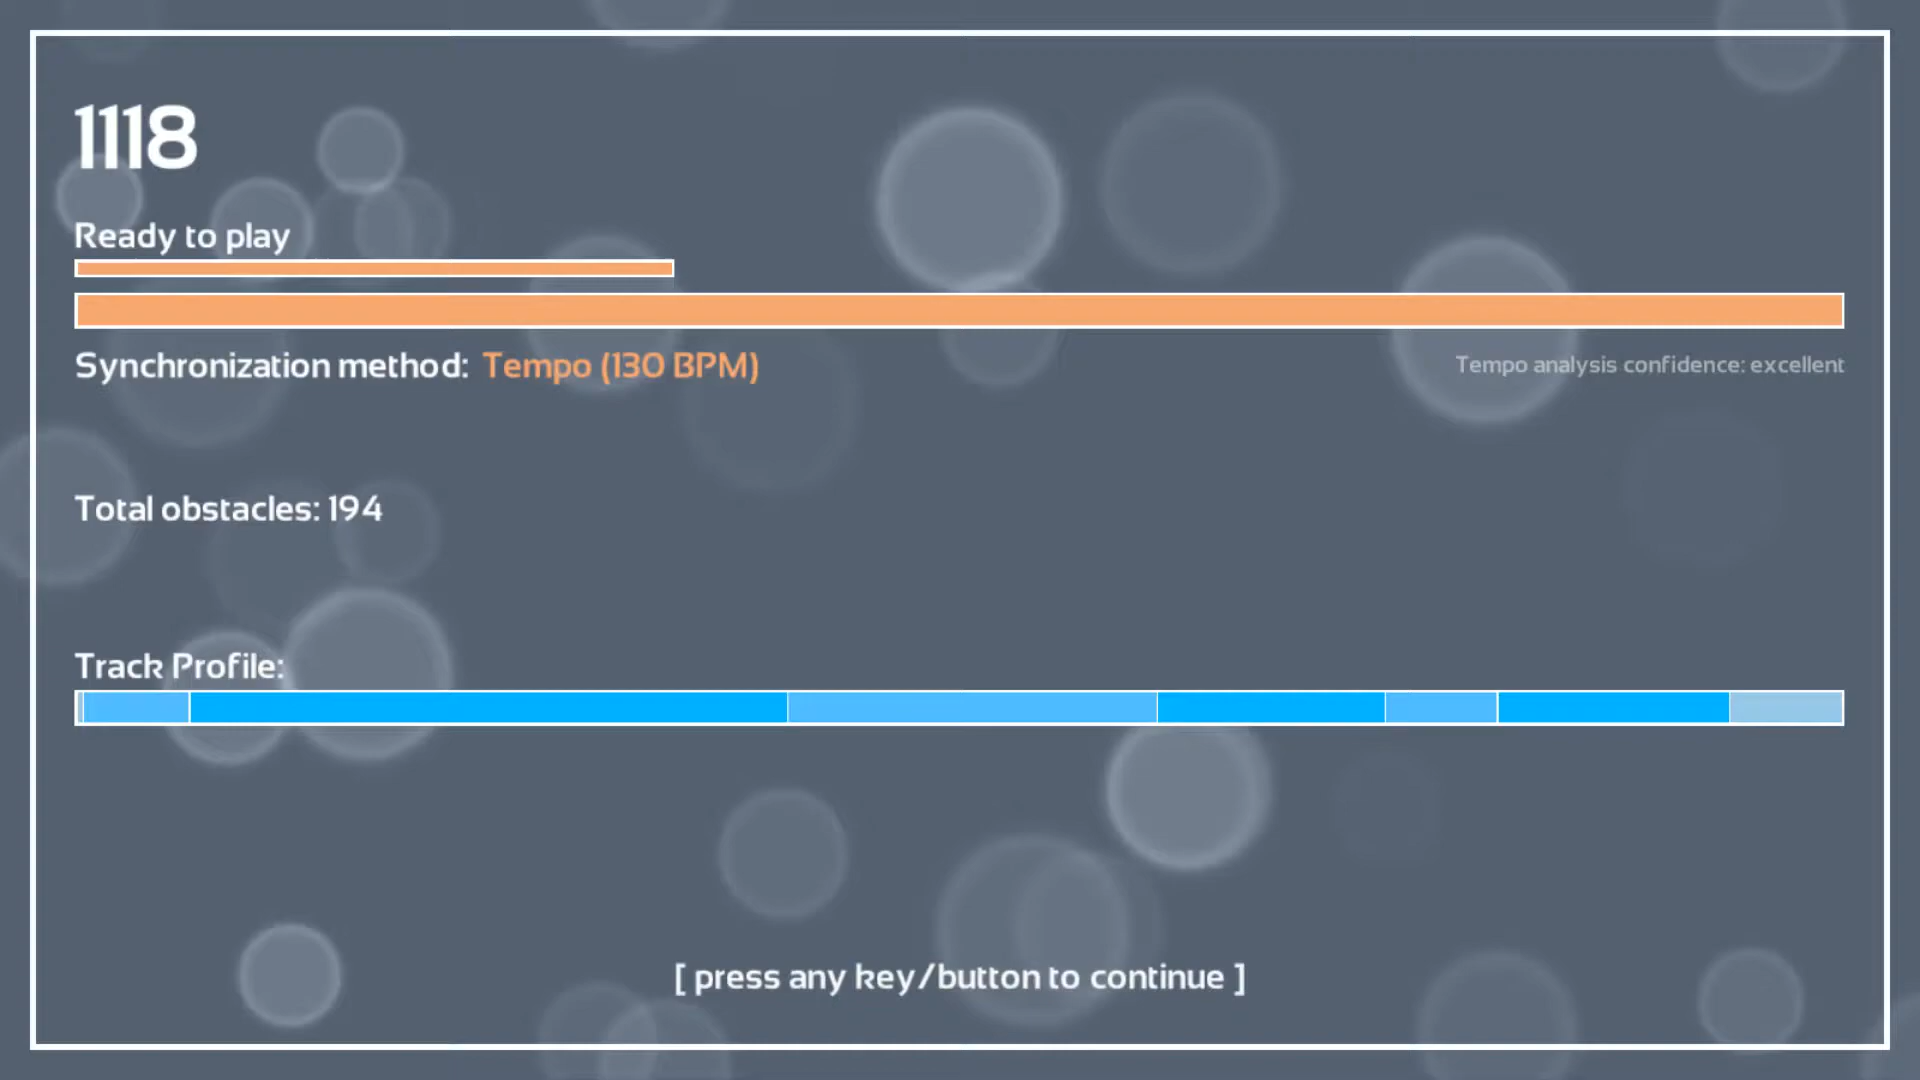 1118
Ready to play
Synchronization method: Tempo (130 BPM)
Tempo analysis confidence: excellent
Total obstacles: 194
Track Profile:
[ press any key/button to continue ]